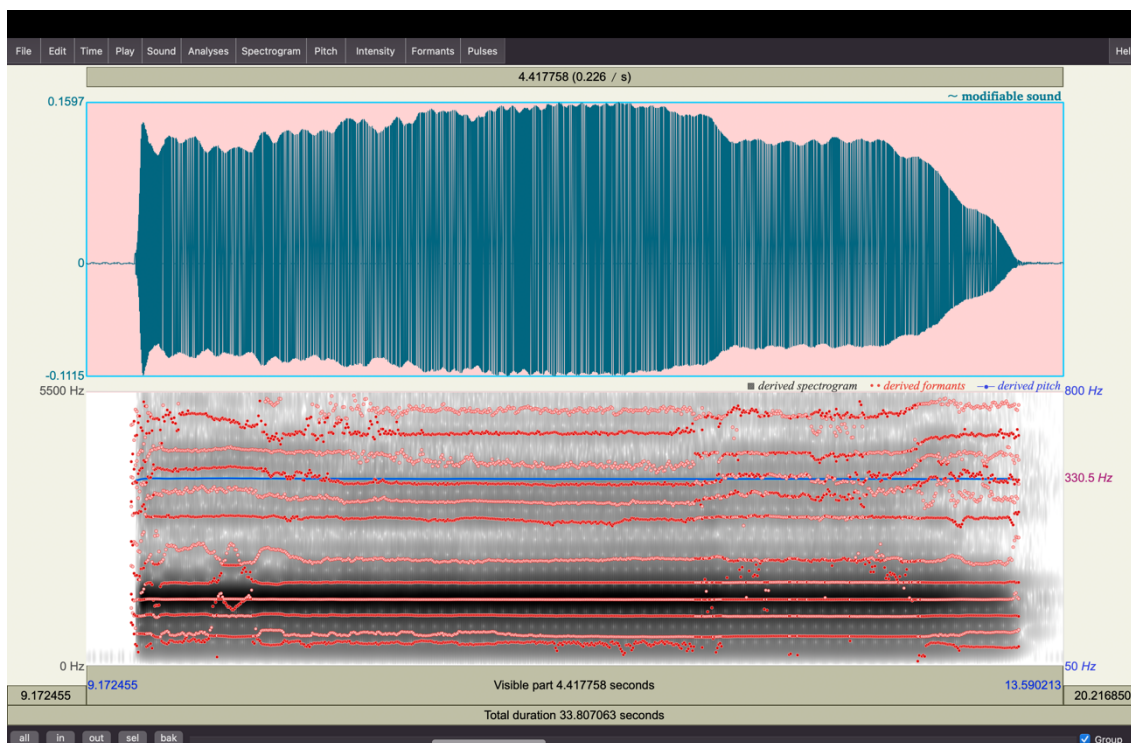 File Edit Time Play Sound Analyses Spectrogram Pitch Intensity Formants Pulses Hel
4.417758 (0.226 / s)
0.1597
~ modifiable sound
0
-0.1115
5500 Hz
derived spectrogram derived formants derived pitch
800 Hz
330.5 Hz
0 Hz
50 Hz
9.172455
9.172455
Visible part 4.417758 seconds
13.590213
20.216850
Total duration 33.807063 seconds
all in out sel bak
Group